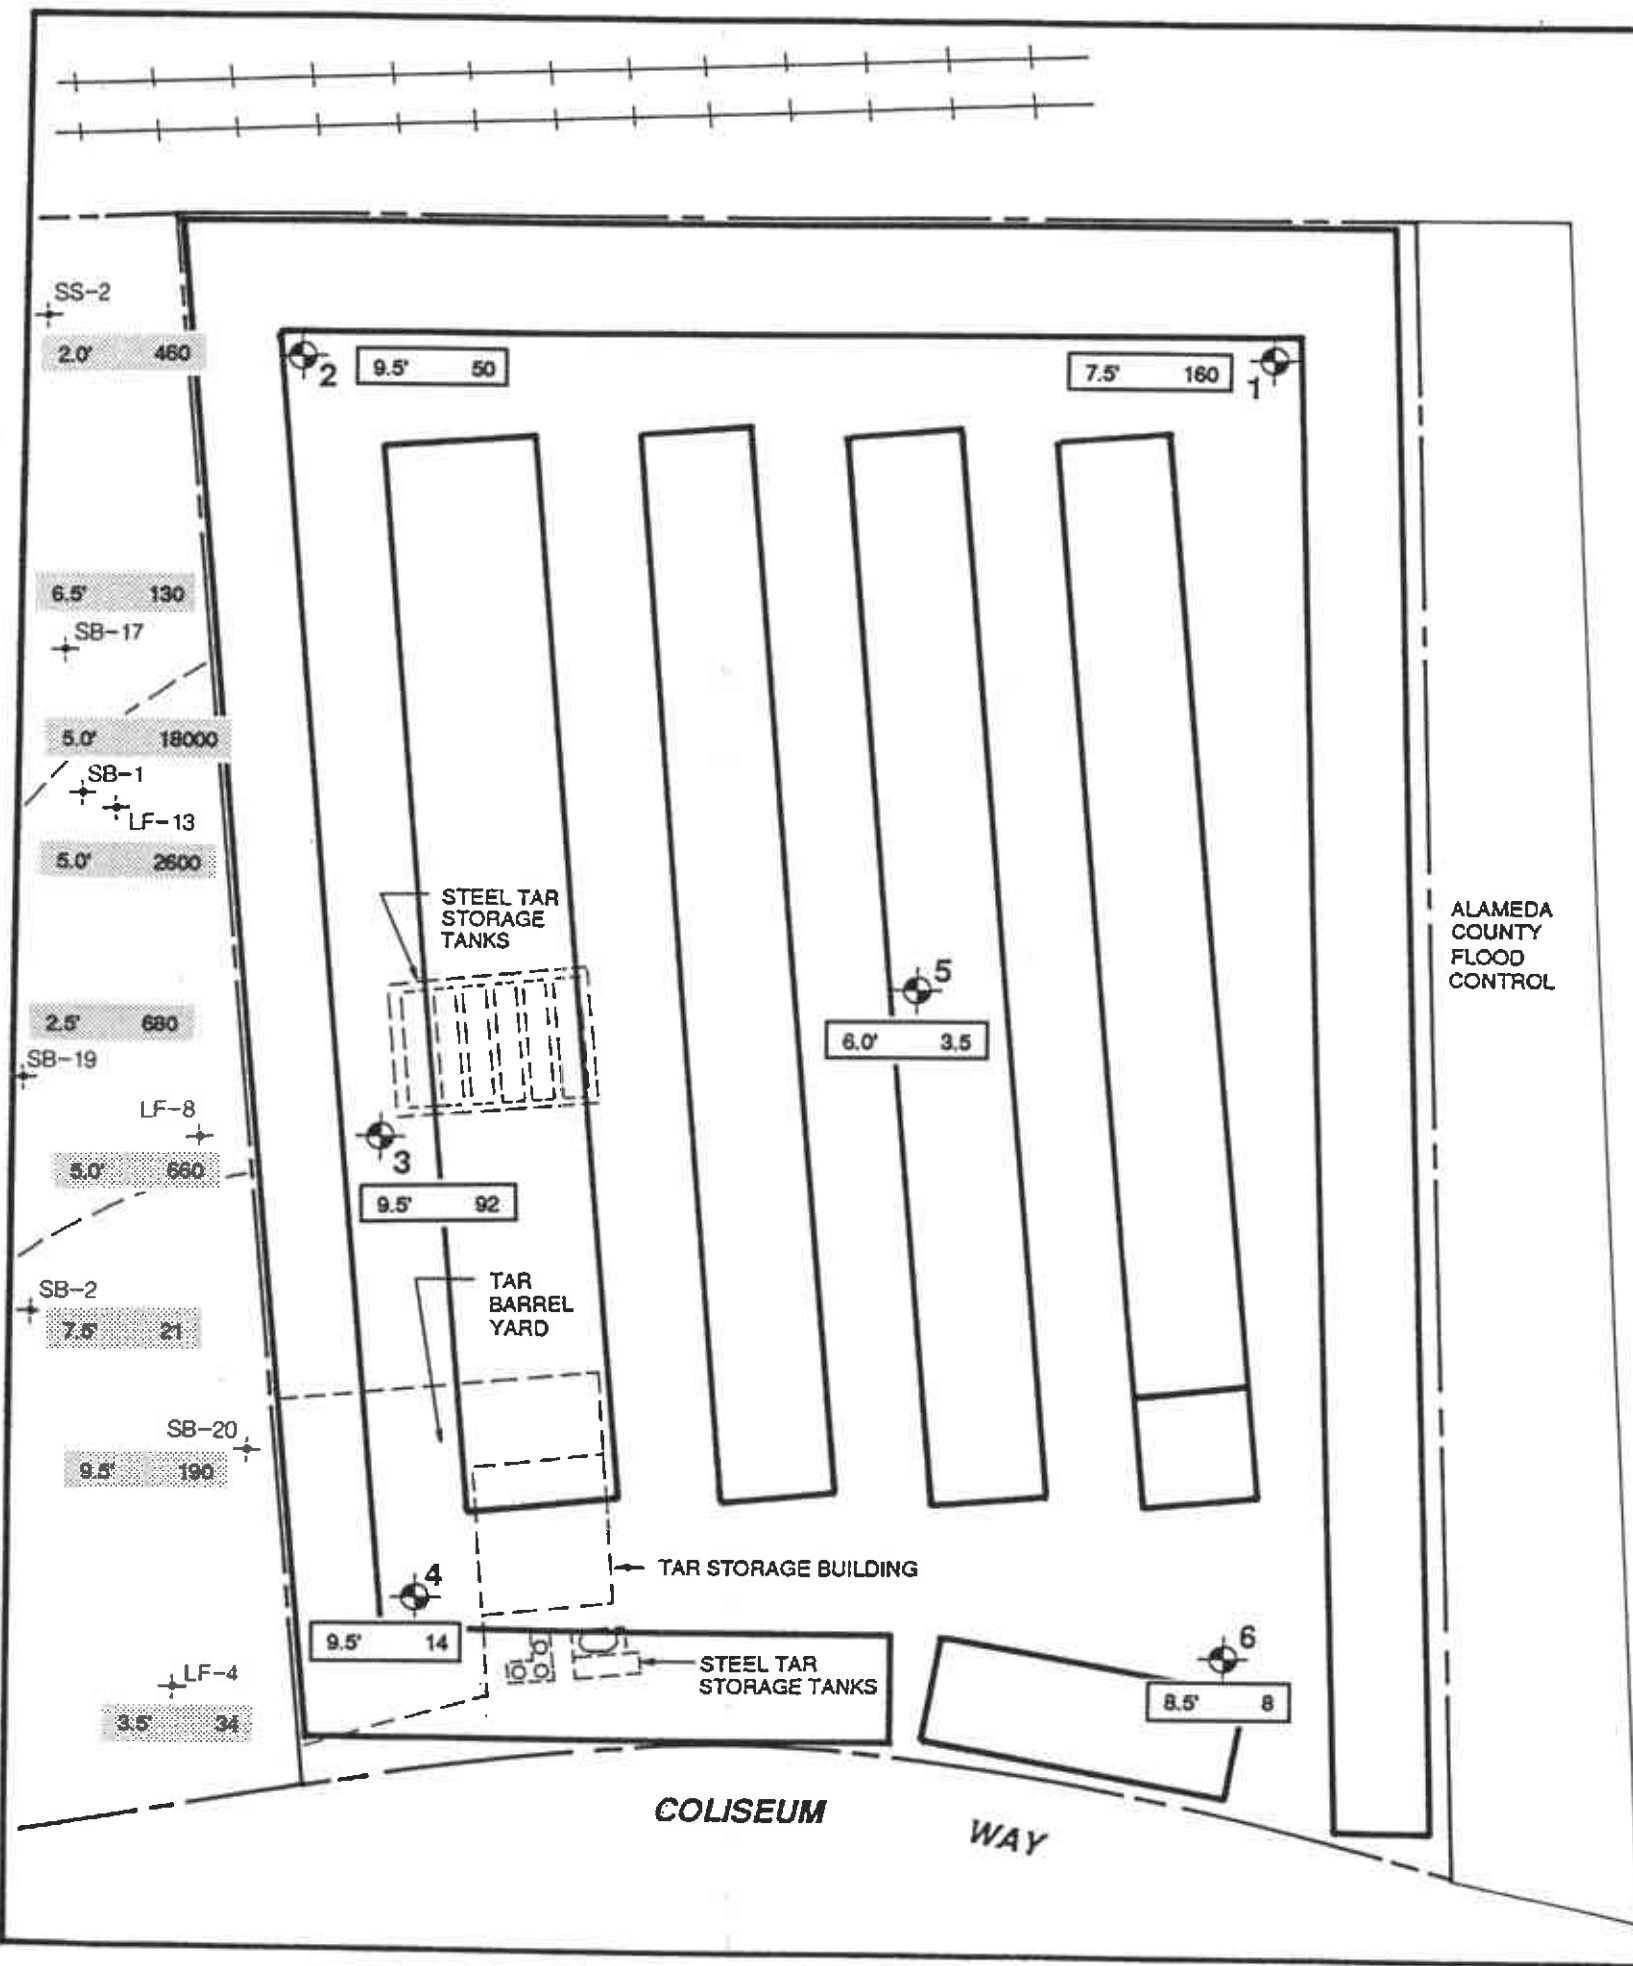 SS-2
2.0' 460
2
9.5' 50
7.5' 160
1
6.5' 130
SB-17
5.0' 18000
SB-1
LF-13
5.0' 2600
STEEL TAR
STORAGE
TANKS
ALAMEDA
COUNTY
FLOOD
CONTROL
5
6.0' 3.5
2.5' 680
SB-19
LF-8
5.0' 660
3
9.5' 92
TAR
BARREL
YARD
SB-2
7.5' 21
SB-20
9.5' 190
TAR STORAGE BUILDING
4
9.5' 14
6
8.5' 8
STEEL TAR
STORAGE TANKS
LF-4
3.5' 34
COLISEUM
WAY